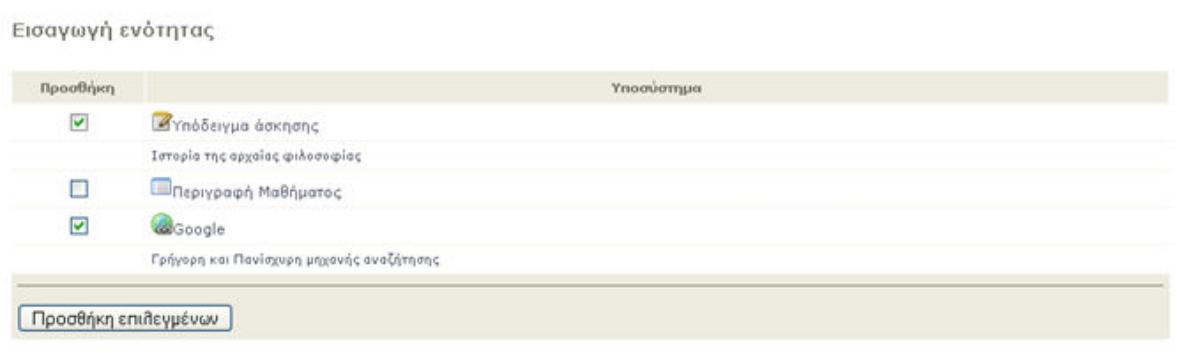 Εισαγωγή ενότητας
Προσθήκη Υποσύστημα
Υπόδειγμα άσκησης
Ιστορία της αρχαίας φιλοσοφίας
Περιγραφή Μαθήματος
Google
Γρήγορη και Πανίσχυρη μηχανής αναζήτησης
Προσθήκη επιλεγμένων